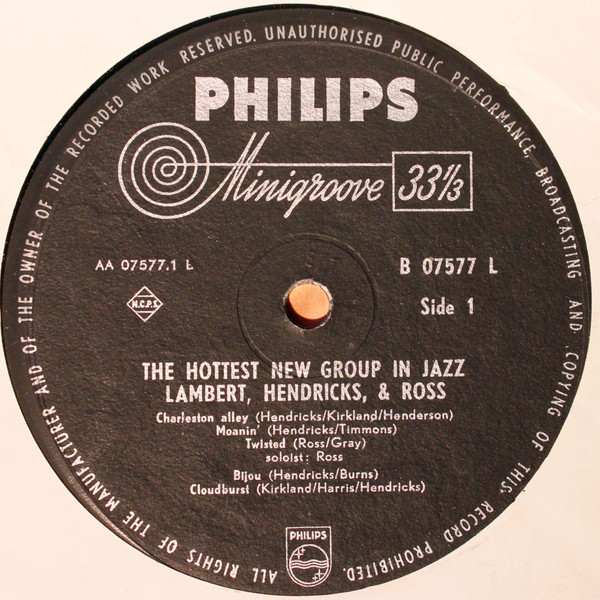 ALL RIGHTS OF THE MANUFACTURER AND OF THE OWNER OF THE RECORDED WORK RESERVED. UNAUTHORISED PUBLIC PERFORMANCE, BROADCASTING AND COPYING OF THIS RECORD PROHIBITED.
PHILIPS
Minigroove 33⅓
AA 07577.1 L B 07577 L
M.C.P.S. Side 1
THE HOTTEST NEW GROUP IN JAZZ
LAMBERT, HENDRICKS, & ROSS
Charleston alley (Hendricks/Kirkland/Henderson)
Moanin' (Hendricks/Timmons)
Twisted (Ross/Gray)
soloist: Ross
Bijou (Hendricks/Burns)
Cloudburst (Kirkland/Harris/Hendricks)
PHILIPS